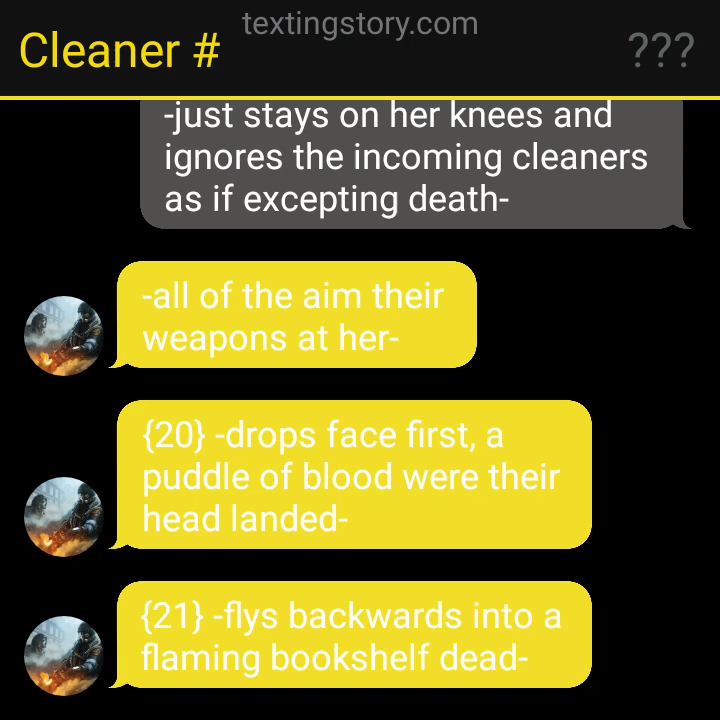 textingstory.com
Cleaner #
???
-just stays on her knees and
ignores the incoming cleaners
as if excepting death-
-all of the aim their
weapons at her-
{20} -drops face first, a
puddle of blood were their
head landed-
{21} -flys backwards into a
flaming bookshelf dead-